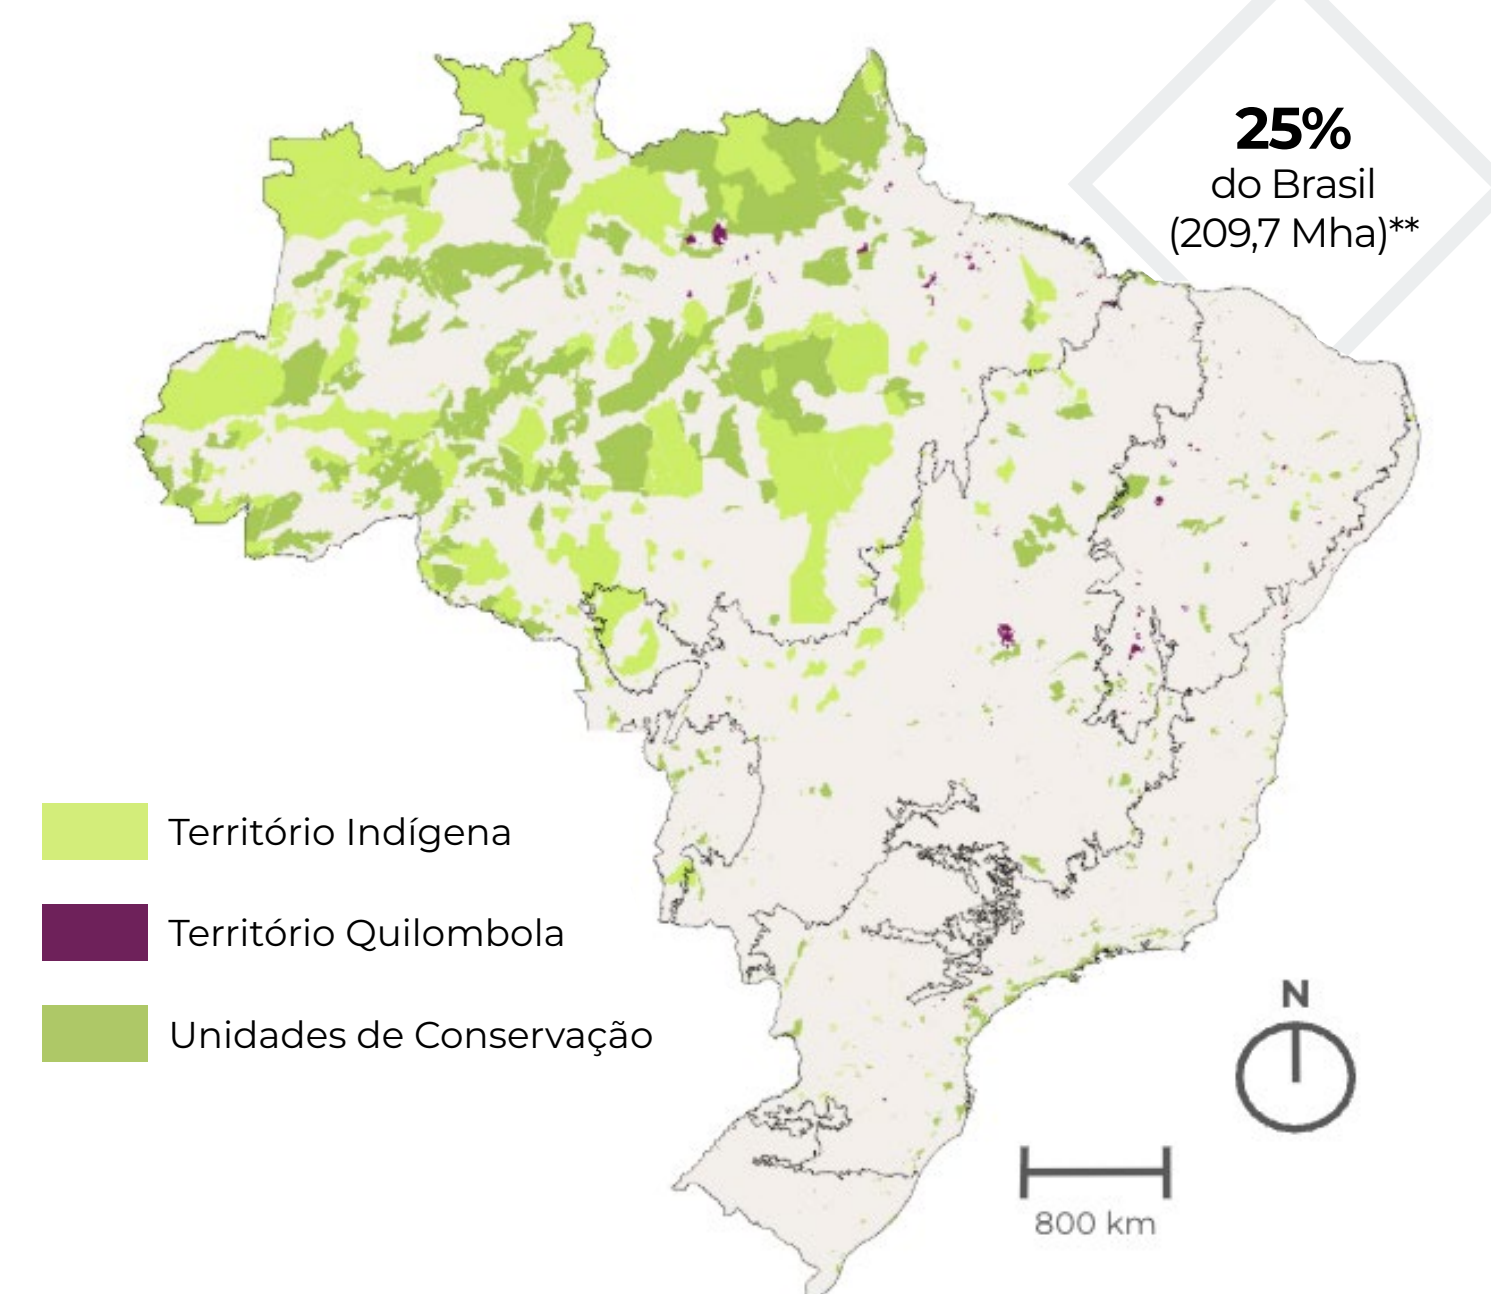 25%
do Brasil
(209,7 Mha)**
Território Indígena
Território Quilombola
Unidades de Conservação
N
800 km